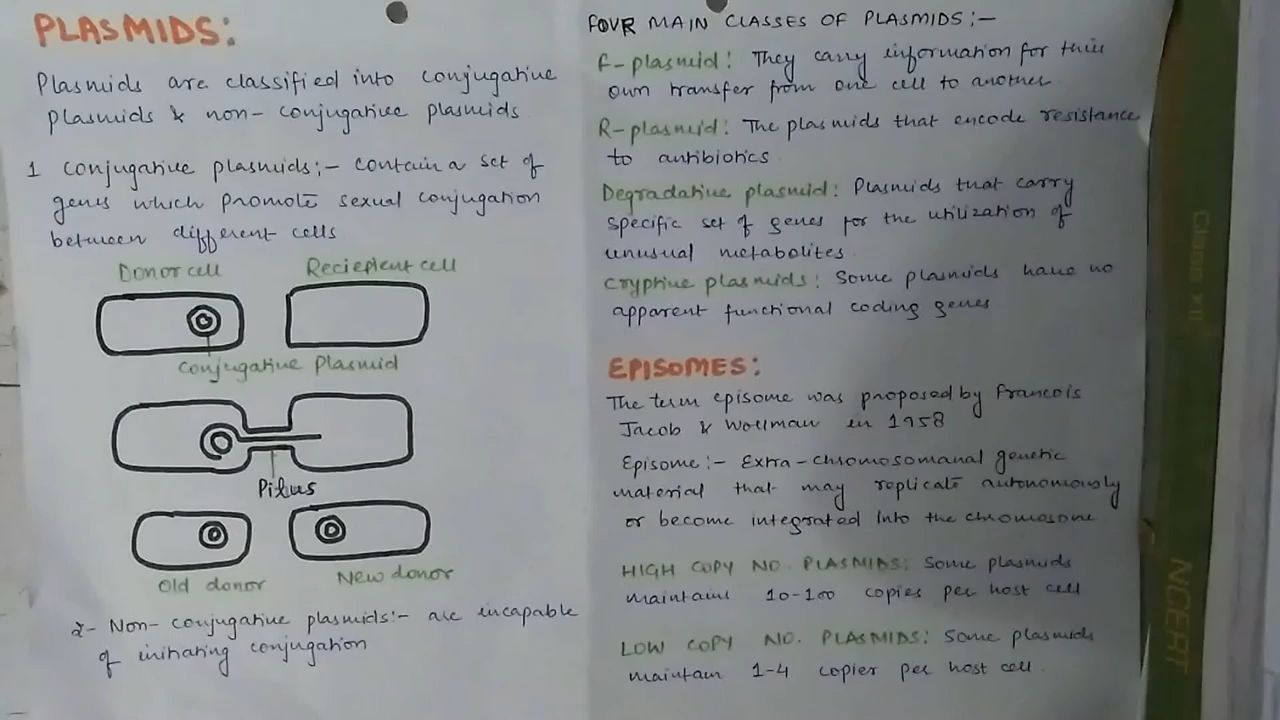 PLASMIDS:
Plasmids are classified into conjugative
plasmids & non-conjugative plasmids
1 conjugative plasmids:- contain a set of
genes which promote sexual conjugation
between different cells
Donor cell
Recieplent cell
conjugative Plasmid
Pilus
Old donor
New donor
2- Non-conjugative plasmids:- are incapable
of initiating conjugation
FOUR MAIN CLASSES OF PLASMIDS:-
F-plasmid: They carry information for their
own transfer from one cell to another
R-plasmid: The plasmids that encode resistance
to antibiotics
Degradative plasmid: Plasmids that carry
specific set of genes for the utilization of
unusual metabolites
Cryptive plasmids: Some plasmids have no
apparent functional coding genes
EPISOMES:
The term episome was proposed by Francois
Jacob & Wollman in 1958
Episome:- Extra-chromosomanal genetic
material that may replicate autonomously
or become integrated into the chromosome
HIGH COPY NO. PLASMIDS: Some plasmids
maintains 10-100 copies per host cell
LOW COPY NO. PLASMIDS: Some plasmids
maintain 1-4 copies per host cell.
Class XII
NCERT